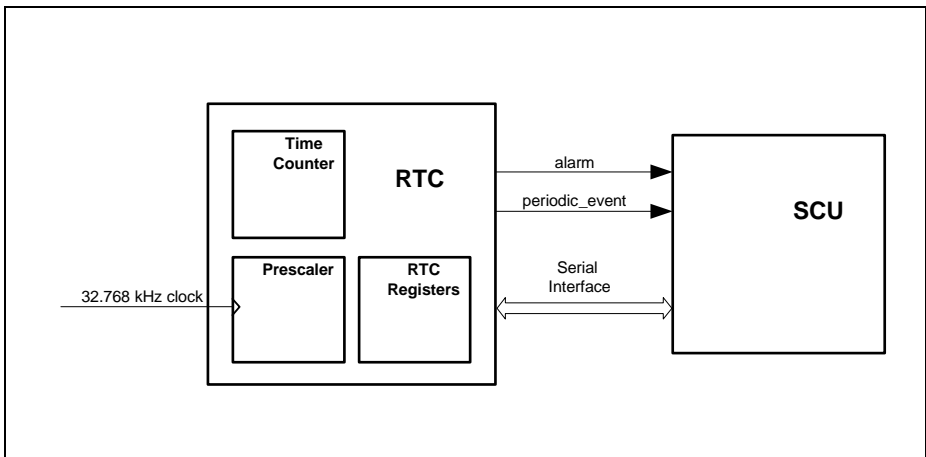 Time
Counter
RTC
alarm
periodic_event
SCU
Prescaler
RTC
Registers
Serial
Interface
32.768 kHz clock